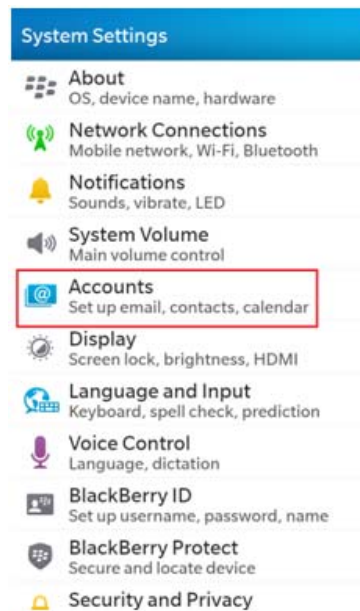 System Settings
About
OS, device name, hardware
Network Connections
Mobile network, Wi-Fi, Bluetooth
Notifications
Sounds, vibrate, LED
System Volume
Main volume control
Accounts
Set up email, contacts, calendar
Display
Screen lock, brightness, HDMI
Language and Input
Keyboard, spell check, prediction
Voice Control
Language, dictation
BlackBerry ID
Set up username, password, name
BlackBerry Protect
Secure and locate device
Security and Privacy